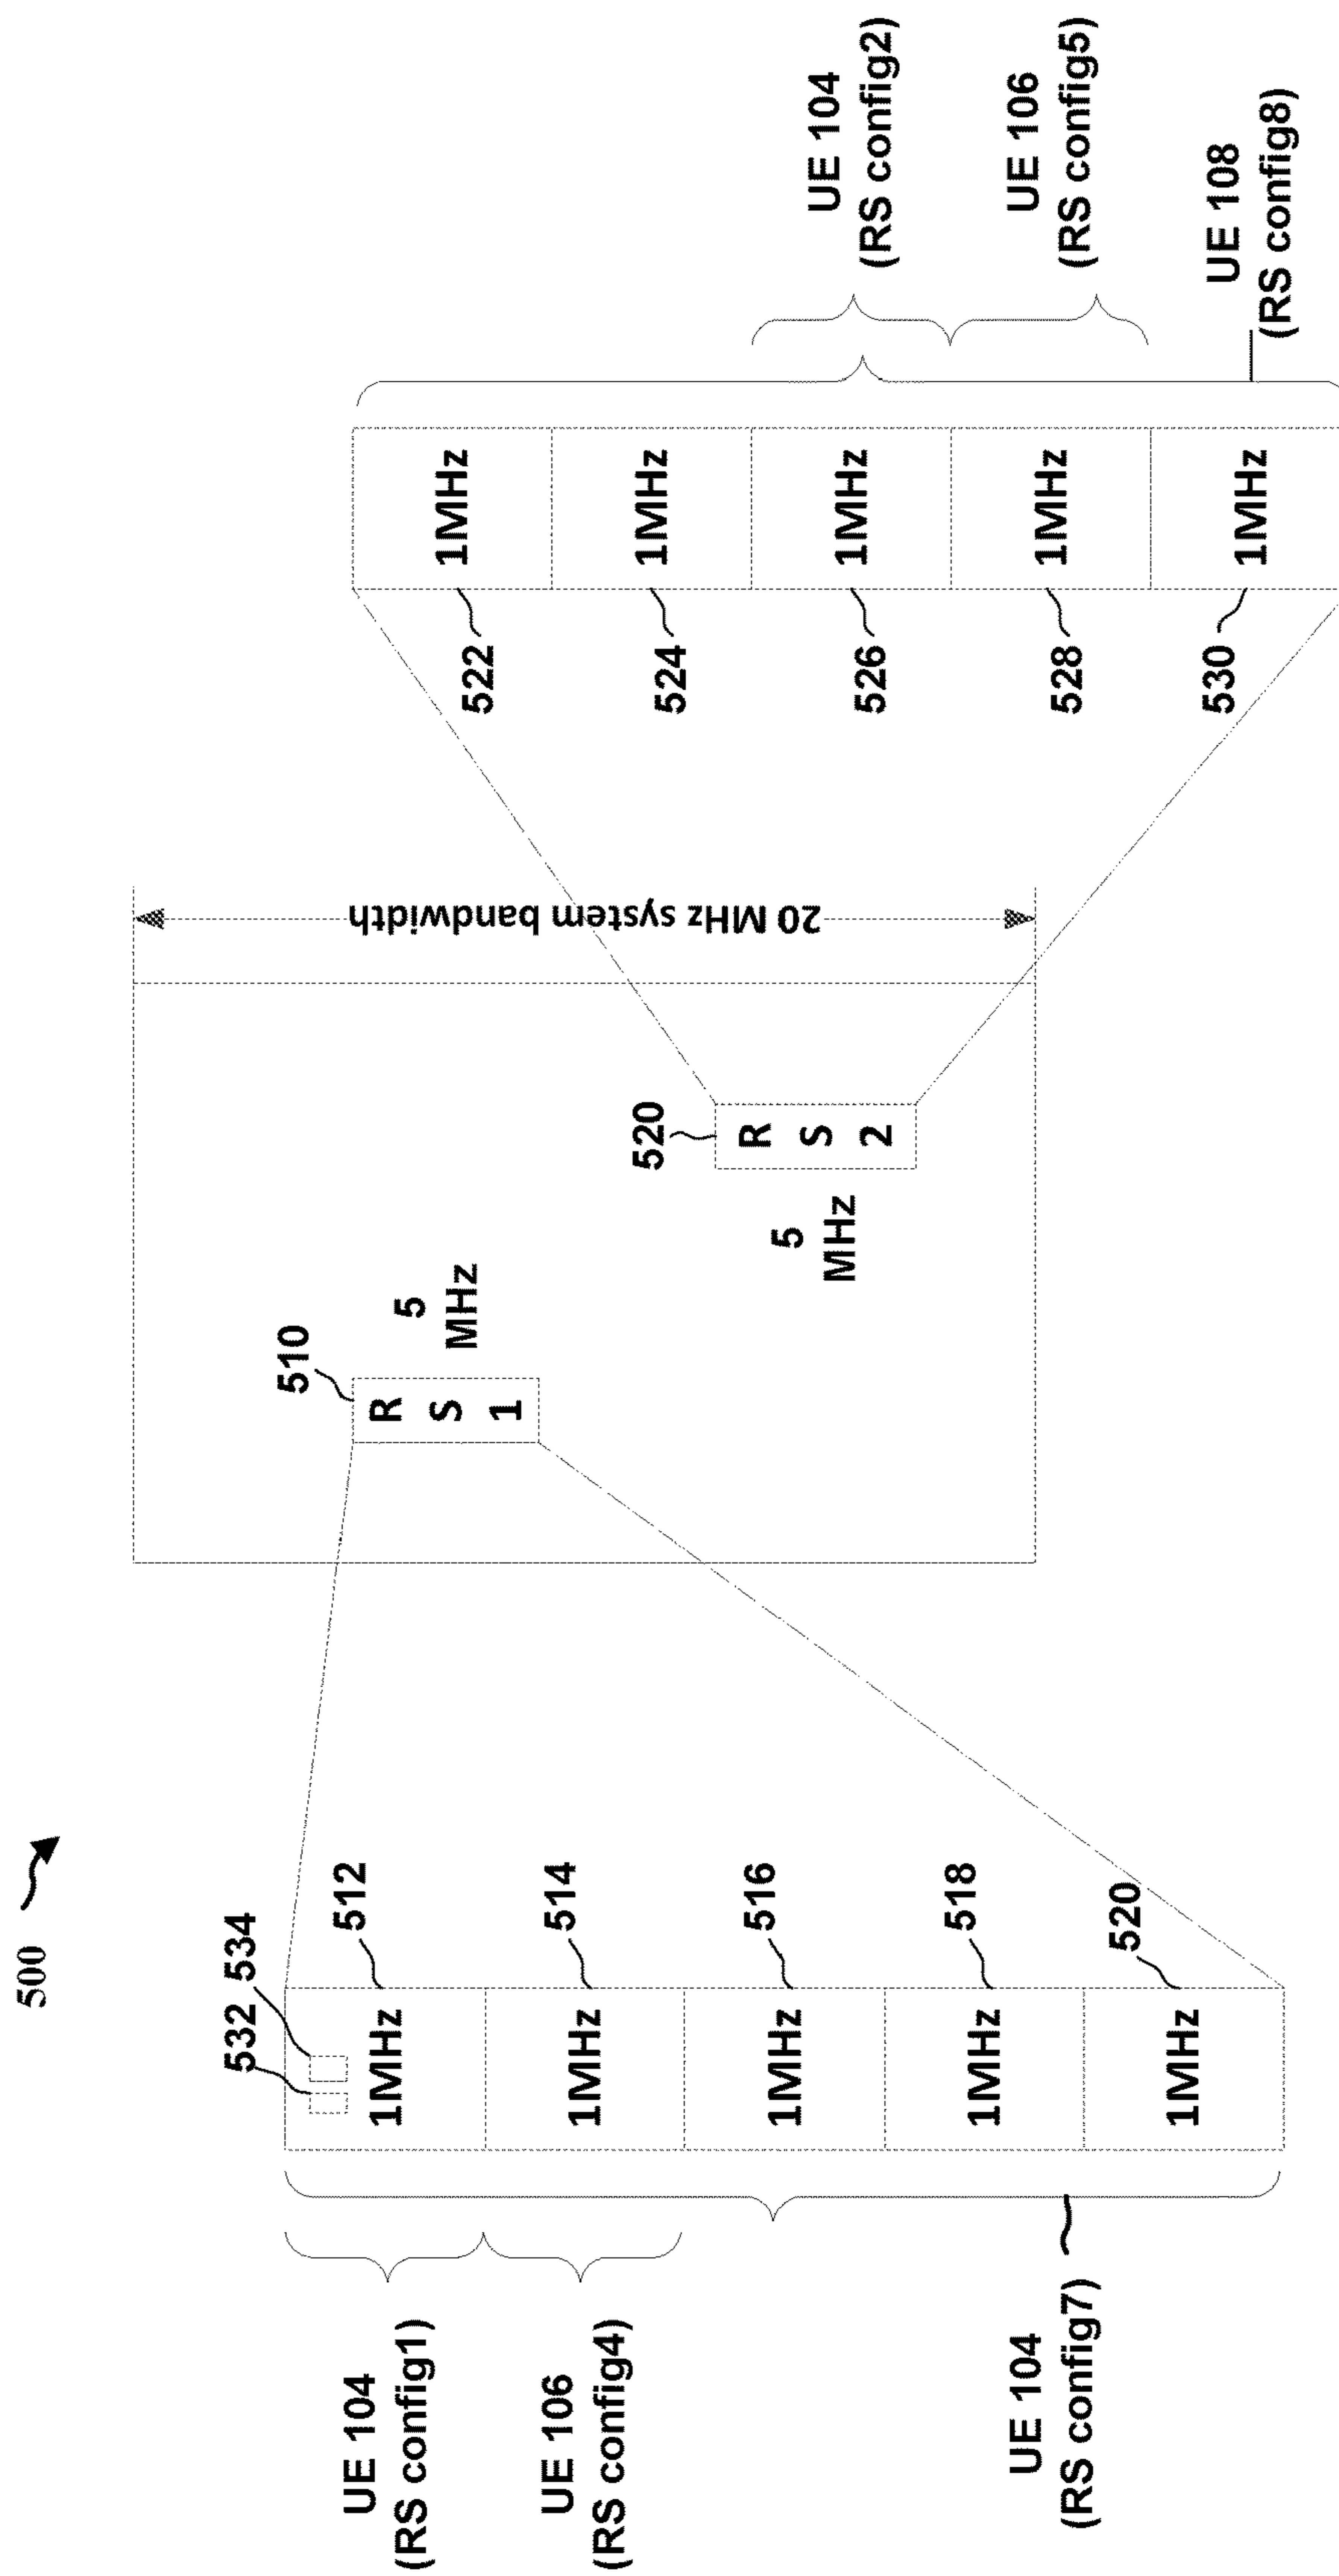 500
532
534
1MHz
512
1MHz
514
1MHz
516
1MHz
518
1MHz
520
UE 104
(RS config1)
UE 106
(RS config4)
UE 104
(RS config7)
510
R
S
1
5
MHz
520
R
S
2
5
MHz
20 MHz system bandwidth
522
1MHz
524
1MHz
526
1MHz
528
1MHz
530
1MHz
UE 104
(RS config2)
UE 106
(RS config5)
UE 108
(RS config8)